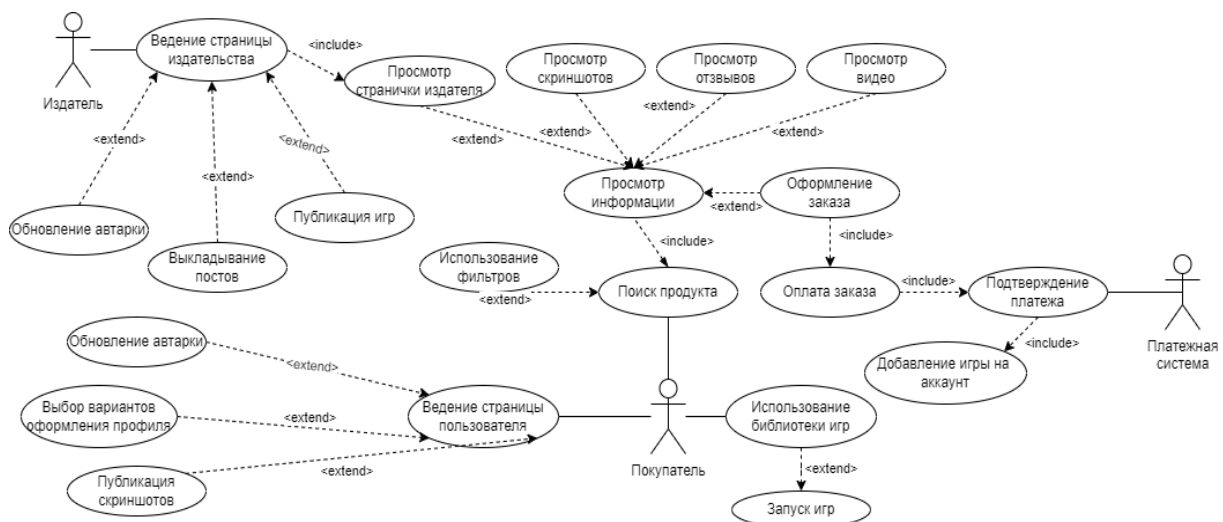 Ведение страницы
издательства
<include>
Издатель
Просмотр
странички издателя
Просмотр
скриншотов
Просмотр
отзвывов
Просмотр
видео
<extend>
<extend>
<extend>
<extend>
<extend>
<extend>
<extend>
Обновление автарки
Выкладывание
постов
Публикация игр
Просмотр
информации
<extend>
Оформление
заказа
<include>
<include>
Использование
фильтров
<extend>
Поиск продукта
Оплата заказа
<include>
Подтверждение
платежа
Платежная
система
<include>
Добавление игры на
аккаунт
Обновление автарки
<extend>
Выбор вариантов
оформления профиля
<extend>
Ведение страницы
пользователя
Публикация
скриншотов
<extend>
Покупатель
Использование
библиотеки игр
<extend>
Запуск игр